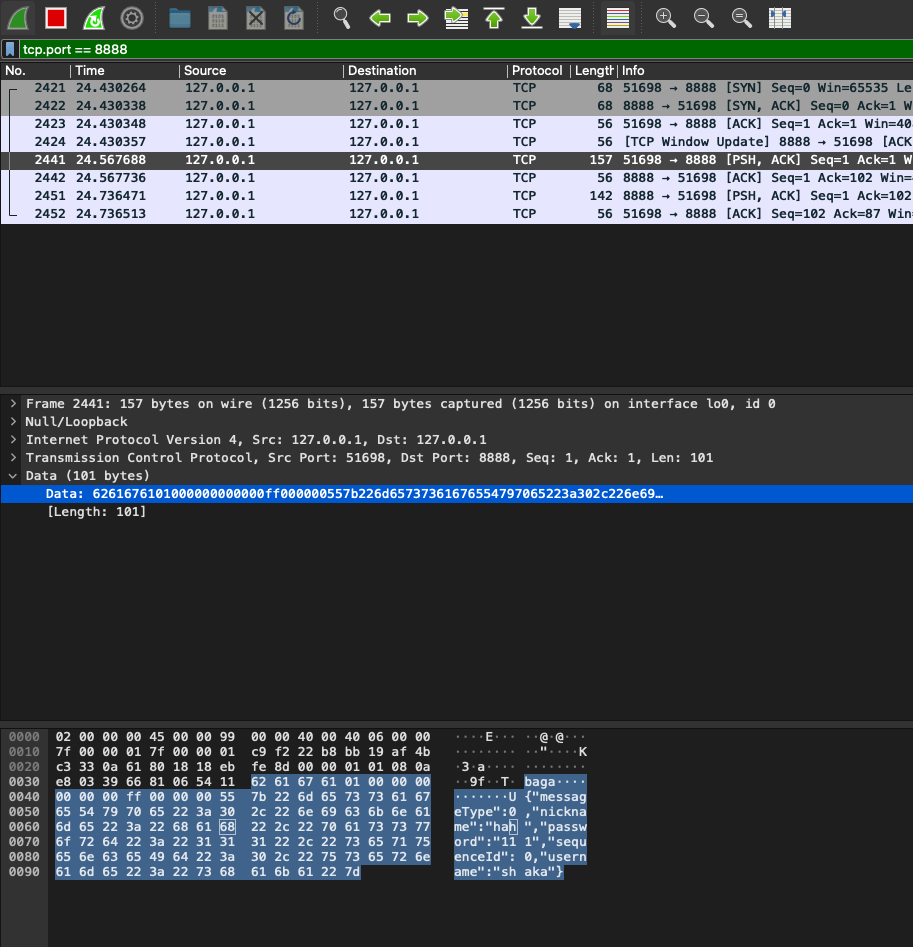 tcp.port == 8888
No. Time Source Destination Protocol Length Info
2421 24.430264 127.0.0.1 127.0.0.1 TCP 68 51698 → 8888 [SYN] Seq=0 Win=65535 Le
2422 24.430338 127.0.0.1 127.0.0.1 TCP 68 8888 → 51698 [SYN, ACK] Seq=0 Ack=1 W
2423 24.430348 127.0.0.1 127.0.0.1 TCP 56 51698 → 8888 [ACK] Seq=1 Ack=1 Win=40
2424 24.430357 127.0.0.1 127.0.0.1 TCP 56 [TCP Window Update] 8888 → 51698 [ACK
2441 24.567688 127.0.0.1 127.0.0.1 TCP 157 51698 → 8888 [PSH, ACK] Seq=1 Ack=1 W
2442 24.567736 127.0.0.1 127.0.0.1 TCP 56 8888 → 51698 [ACK] Seq=1 Ack=102 Win=
2451 24.736471 127.0.0.1 127.0.0.1 TCP 142 8888 → 51698 [PSH, ACK] Seq=1 Ack=102
2452 24.736513 127.0.0.1 127.0.0.1 TCP 56 51698 → 8888 [ACK] Seq=102 Ack=87 Win=
Frame 2441: 157 bytes on wire (1256 bits), 157 bytes captured (1256 bits) on interface lo0, id 0
Null/Loopback
Internet Protocol Version 4, Src: 127.0.0.1, Dst: 127.0.0.1
Transmission Control Protocol, Src Port: 51698, Dst Port: 8888, Seq: 1, Ack: 1, Len: 101
Data (101 bytes)
Data: 6261676101000000000000ff000000557b226d65737361676554797065223a302c226e69…
[Length: 101]
0000 02 00 00 00 45 00 00 99 00 00 40 00 40 06 00 00 ····E··· ··@·@···
0010 7f 00 00 01 7f 00 00 01 c9 f2 22 b8 bb 19 af 4b ········ ··"····K
0020 c3 33 0a 61 80 18 18 eb fe 8d 00 00 01 01 08 0a ·3·a···· ········
0030 e8 03 39 66 81 06 54 11 62 61 67 61 01 00 00 00 ··9f··T· baga····
0040 00 00 00 ff 00 00 00 55 7b 22 6d 65 73 73 61 67 ·······U {"messag
0050 65 54 79 70 65 22 3a 30 2c 22 6e 69 63 6b 6e 61 eType":0 ,"nickna
0060 6d 65 22 3a 22 68 61 68 22 2c 22 70 61 73 73 77 me":"hah ","passw
0070 6f 72 64 22 3a 22 31 31 31 22 2c 22 73 65 71 75 ord":"11 1","sequ
0080 65 6e 63 65 49 64 22 3a 30 2c 22 75 73 65 72 6e enceId": 0,"usern
0090 61 6d 65 22 3a 22 73 68 61 6b 61 22 7d ame":"sh aka"}